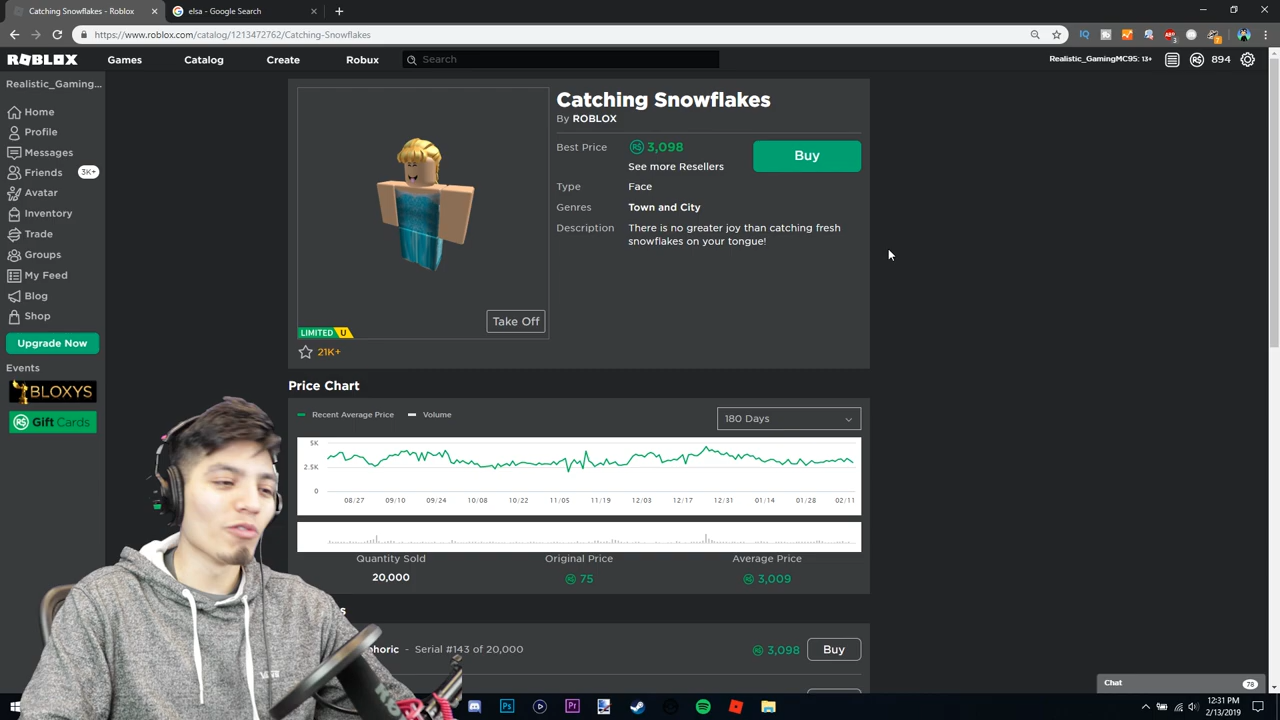 Catching Snowflakes - Roblox
elsa - Google Search
https://www.roblox.com/catalog/1213472762/Catching-Snowflakes
ROBLOX
Games
Catalog
Create
Robux
Search
Realistic_GamingMC95: 13+
894
Realistic_Gaming...
Home
Profile
Messages
Friends
3K+
Avatar
Inventory
Trade
Groups
My Feed
Blog
Shop
Upgrade Now
Events
BLOXYS
Gift Cards
Catching Snowflakes
By ROBLOX
Best Price
R$ 3,098
Buy
See more Resellers
Type
Face
Genres
Town and City
Description
There is no greater joy than catching fresh
snowflakes on your tongue!
Take Off
LIMITED U
21K+
Price Chart
Recent Average Price
Volume
180 Days
5K
2.5K
0
08/27 09/10 09/24 10/08 10/22 11/05 11/19 12/03 12/17 12/31 01/14 01/28 02/11
Quantity Sold
20,000
Original Price
75
Average Price
3,009
- Serial #143 of 20,000
3,098
Buy
Chat
78
12:31 PM
2/13/2019